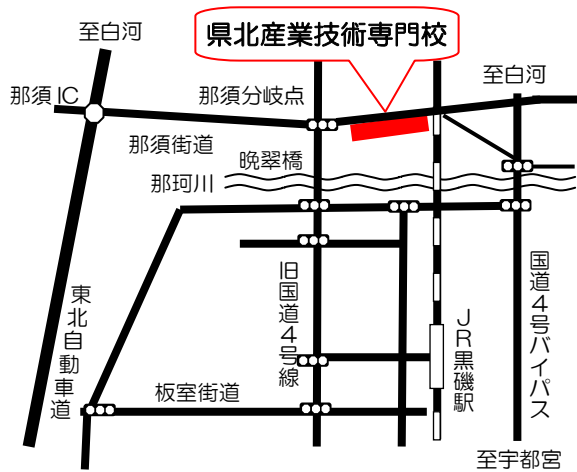 至白河
県北産業技術専門校
至白河
那須IC
那須分岐点
那須街道
晩翠橋
那珂川
旧国道4号線
国道4号バイパス
東北自動車道
JR黒磯駅
板室街道
至宇都宮